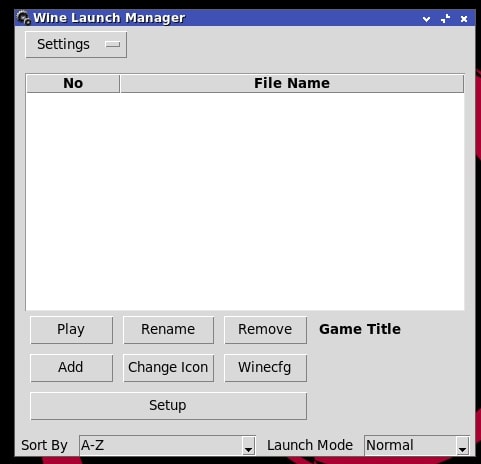 Wine Launch Manager
Settings
No File Name
Play Rename Remove Game Title
Add Change Icon Winecfg
Setup
Sort By A-Z Launch Mode Normal